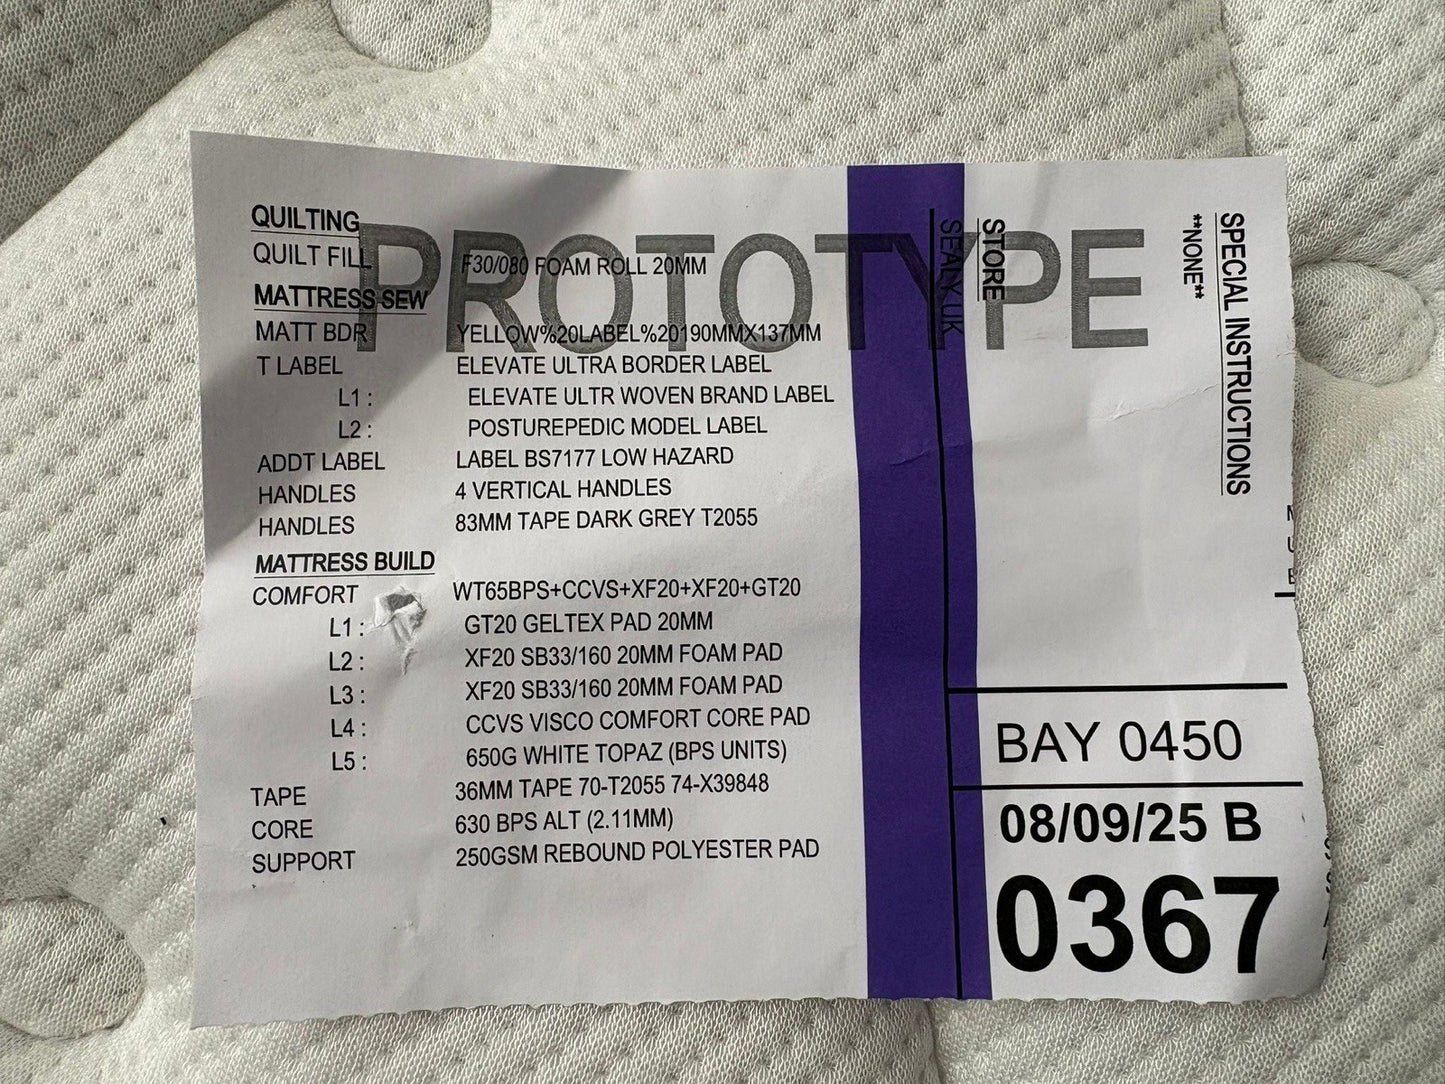 PROTOTYPE
QUILTING
QUILT FILL F30/080 FOAM ROLL 20MM
MATTRESS SEW
MATT BDR YELLOW%20LABEL%20190MMX137MM
T LABEL ELEVATE ULTRA BORDER LABEL
L1 : ELEVATE ULTR WOVEN BRAND LABEL
L2 : POSTUREPEDIC MODEL LABEL
ADDT LABEL LABEL BS7177 LOW HAZARD
HANDLES 4 VERTICAL HANDLES
HANDLES 83MM TAPE DARK GREY T2055
MATTRESS BUILD
COMFORT WT65BPS+CCVS+XF20+XF20+GT20
L1 : GT20 GELTEX PAD 20MM
L2 : XF20 SB33/160 20MM FOAM PAD
L3 : XF20 SB33/160 20MM FOAM PAD
L4 : CCVS VISCO COMFORT CORE PAD
L5 : 650G WHITE TOPAZ (BPS UNITS)
TAPE 36MM TAPE 70-T2055 74-X39848
CORE 630 BPS ALT (2.11MM)
SUPPORT 250GSM REBOUND POLYESTER PAD
SPECIAL INSTRUCTIONS
**NONE**
STORE
SEALY UK
BAY 0450
08/09/25 B
0367